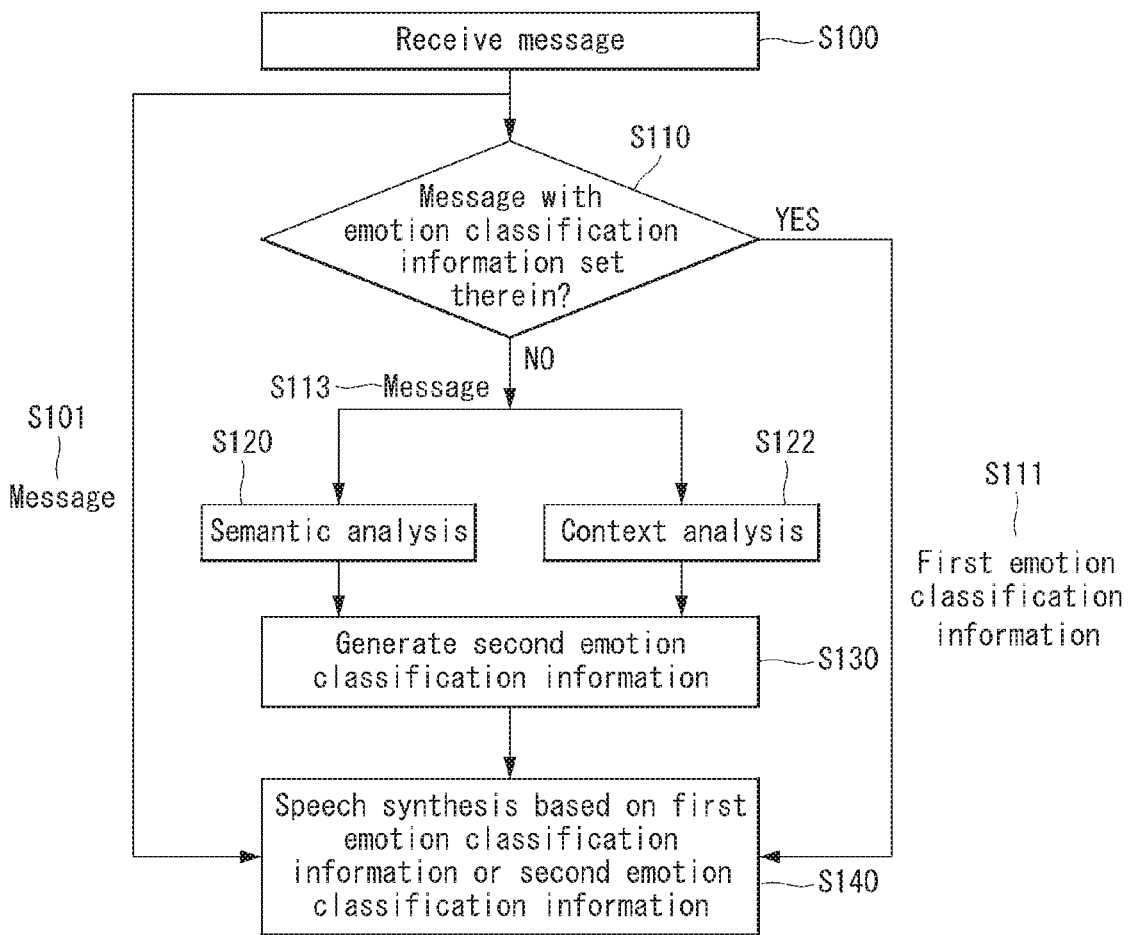 Receive message
S100
S110
Message with
emotion classification
information set
therein?
YES
NO
S113
Message
S101
Message
S120
S122
S111
Semantic analysis
Context analysis
First emotion
classification
information
Generate second emotion
classification information
S130
Speech synthesis based on first
emotion classification
information or second emotion
classification information
S140